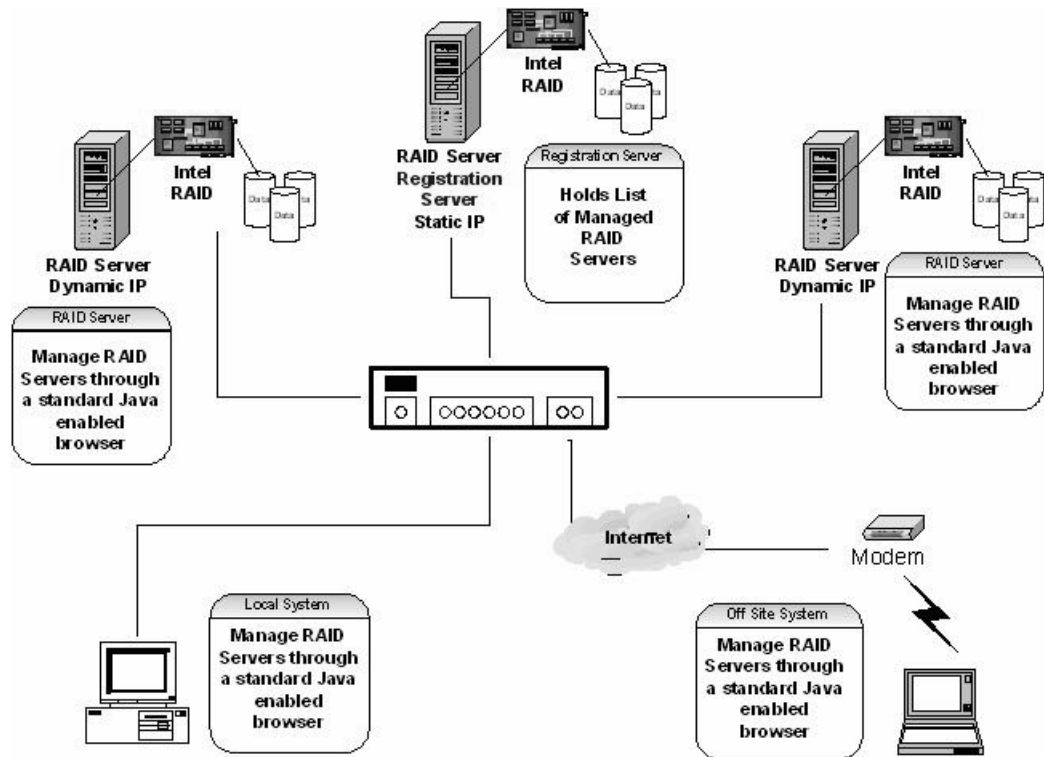 Intel
RAID
Data
Data
Data
RAID Server
Registration
Server
Static IP
Registration Server
Holds List
of Managed
RAID
Servers
Intel
RAID
Data
Data
Data
RAID Server
Dynamic IP
RAID Server
Manage RAID
Servers through
a standard Java
enabled
browser
Intel
RAID
Data
Data
Data
RAID Server
Dynamic IP
RAID Server
Manage RAID
Servers through
a standard Java
enabled
browser
Internet
Modem
Local System
Manage RAID
Servers through
a standard Java
enabled
browser
Off Site System
Manage RAID
Servers through
a standard Java
enabled
browser